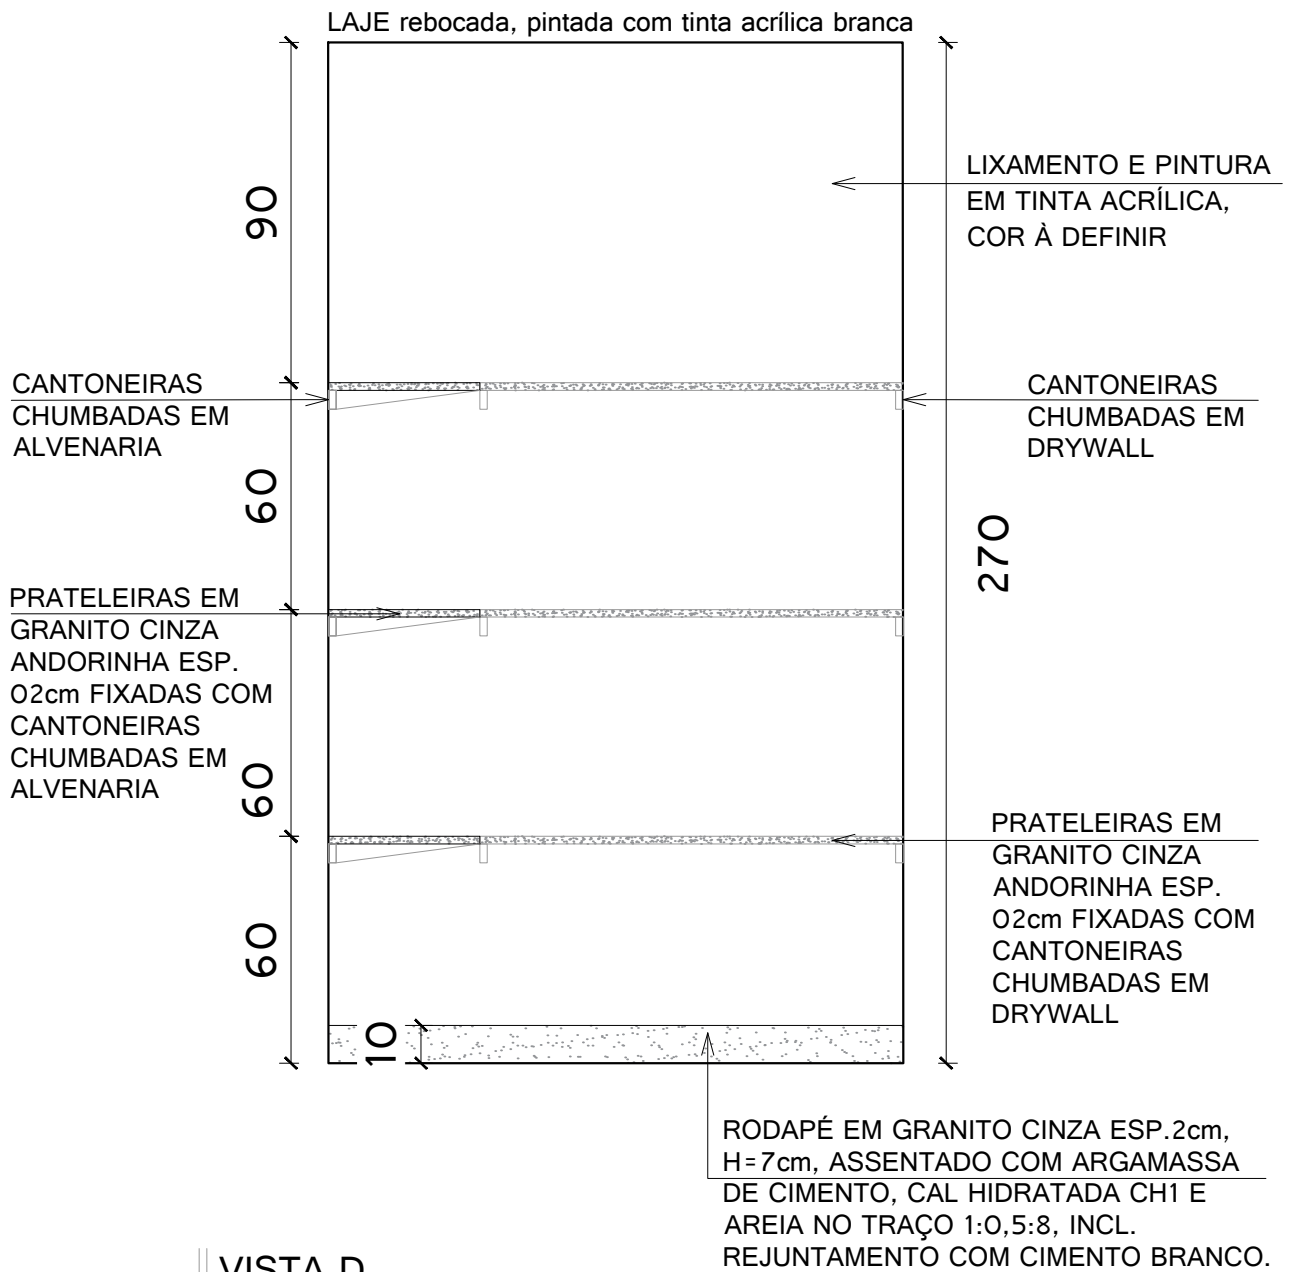 LAJE rebocada, pintada com tinta acrílica branca
90
LIXAMENTO E PINTURA
EM TINTA ACRÍLICA,
COR À DEFINIR
CANTONEIRAS
CHUMBADAS EM
ALVENARIA
CANTONEIRAS
CHUMBADAS EM
DRYWALL
60
270
PRATELEIRAS EM
GRANITO CINZA
ANDORINHA ESP.
02cm FIXADAS COM
CANTONEIRAS
CHUMBADAS EM
ALVENARIA
60
PRATELEIRAS EM
GRANITO CINZA
ANDORINHA ESP.
02cm FIXADAS COM
CANTONEIRAS
CHUMBADAS EM
DRYWALL
60
10
RODAPÉ EM GRANITO CINZA ESP.2cm,
H=7cm, ASSENTADO COM ARGAMASSA
DE CIMENTO, CAL HIDRATADA CH1 E
AREIA NO TRAÇO 1:0,5:8, INCL.
REJUNTAMENTO COM CIMENTO BRANCO.
VISTA D